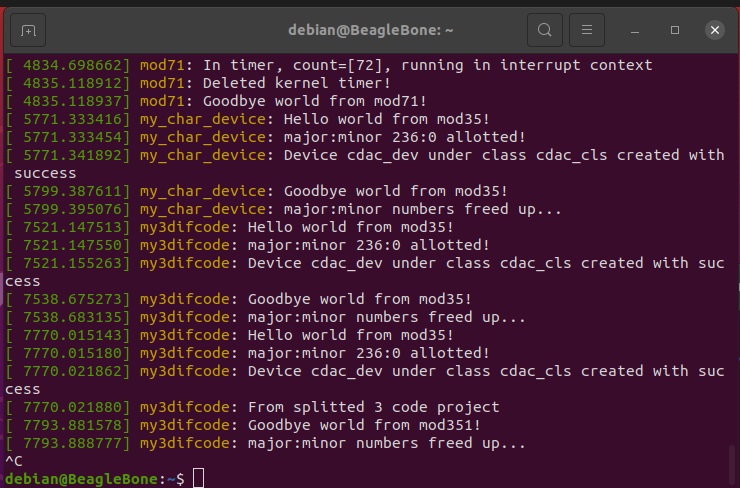 debian@BeagleBone: ~
[ 4834.698662] mod71: In timer, count=[72], running in interrupt context
[ 4835.118912] mod71: Deleted kernel timer!
[ 4835.118937] mod71: Goodbye world from mod71!
[ 5771.333416] my_char_device: Hello world from mod35!
[ 5771.333454] my_char_device: major:minor 236:0 allotted!
[ 5771.341892] my_char_device: Device cdac_dev under class cdac_cls created with
 success
[ 5799.387611] my_char_device: Goodbye world from mod35!
[ 5799.395076] my_char_device: major:minor numbers freed up...
[ 7521.147513] my3difcode: Hello world from mod35!
[ 7521.147550] my3difcode: major:minor 236:0 allotted!
[ 7521.155263] my3difcode: Device cdac_dev under class cdac_cls created with suc
cess
[ 7538.675273] my3difcode: Goodbye world from mod35!
[ 7538.683135] my3difcode: major:minor numbers freed up...
[ 7770.015143] my3difcode: Hello world from mod35!
[ 7770.015180] my3difcode: major:minor 236:0 allotted!
[ 7770.021862] my3difcode: Device cdac_dev under class cdac_cls created with suc
cess
[ 7770.021880] my3difcode: From splitted 3 code project
[ 7793.881578] my3difcode: Goodbye world from mod351!
[ 7793.888777] my3difcode: major:minor numbers freed up...
^C
debian@BeagleBone:~$